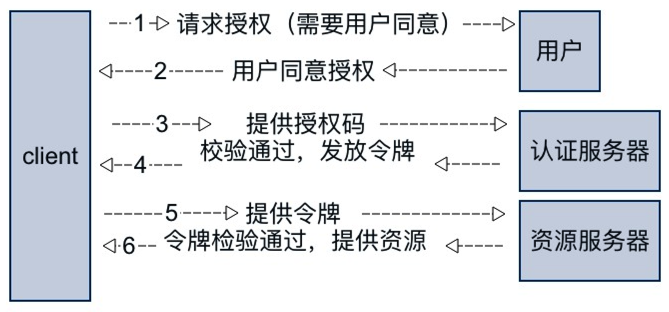 client
1 请求授权（需要用户同意）
用户
2 用户同意授权
3 提供授权码
4 校验通过，发放令牌
认证服务器
5 提供令牌
6 令牌检验通过，提供资源
资源服务器